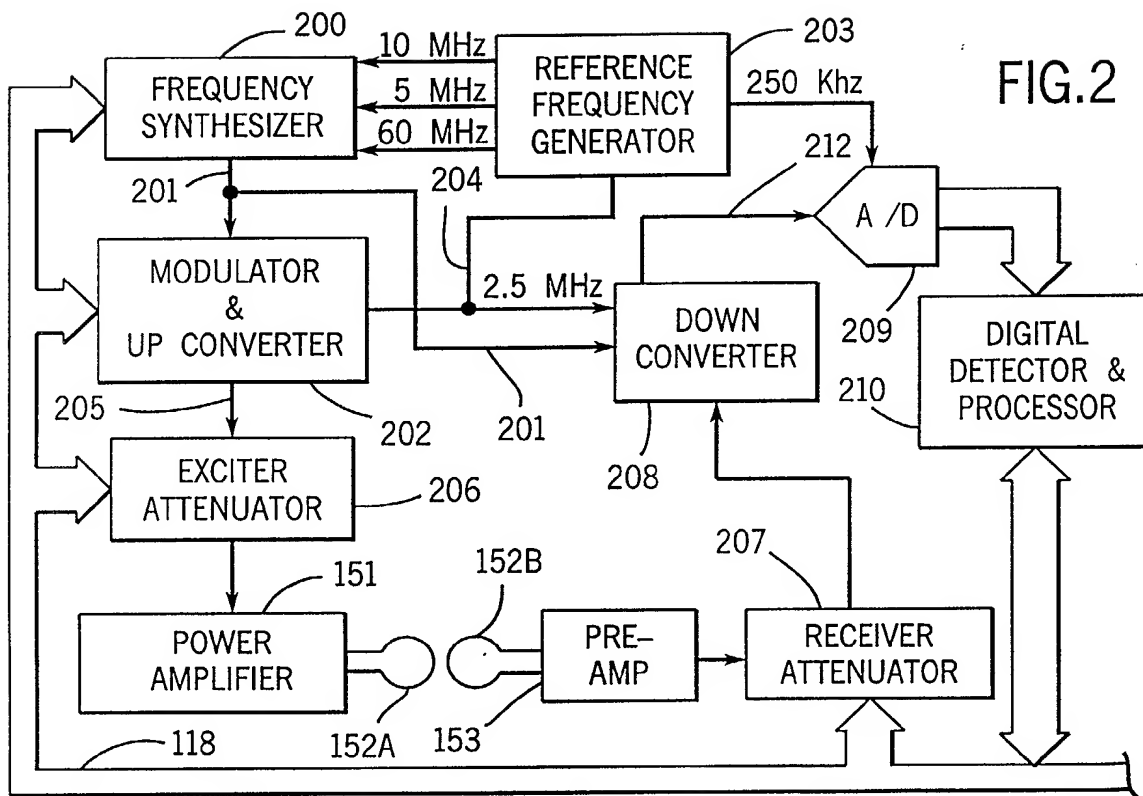 200
10 MHz
5 MHz
60 MHz
FREQUENCY
SYNTHESIZER
REFERENCE
FREQUENCY
GENERATOR
203
250 Khz
FIG.2
201
204
212
A/D
209
MODULATOR
&
UP CONVERTER
2.5 MHz
DOWN
CONVERTER
DIGITAL
DETECTOR &
PROCESSOR
210
205
202
201
208
EXCITER
ATTENUATOR
206
207
151
152B
POWER
AMPLIFIER
PRE-
AMP
RECEIVER
ATTENUATOR
118
152A
153